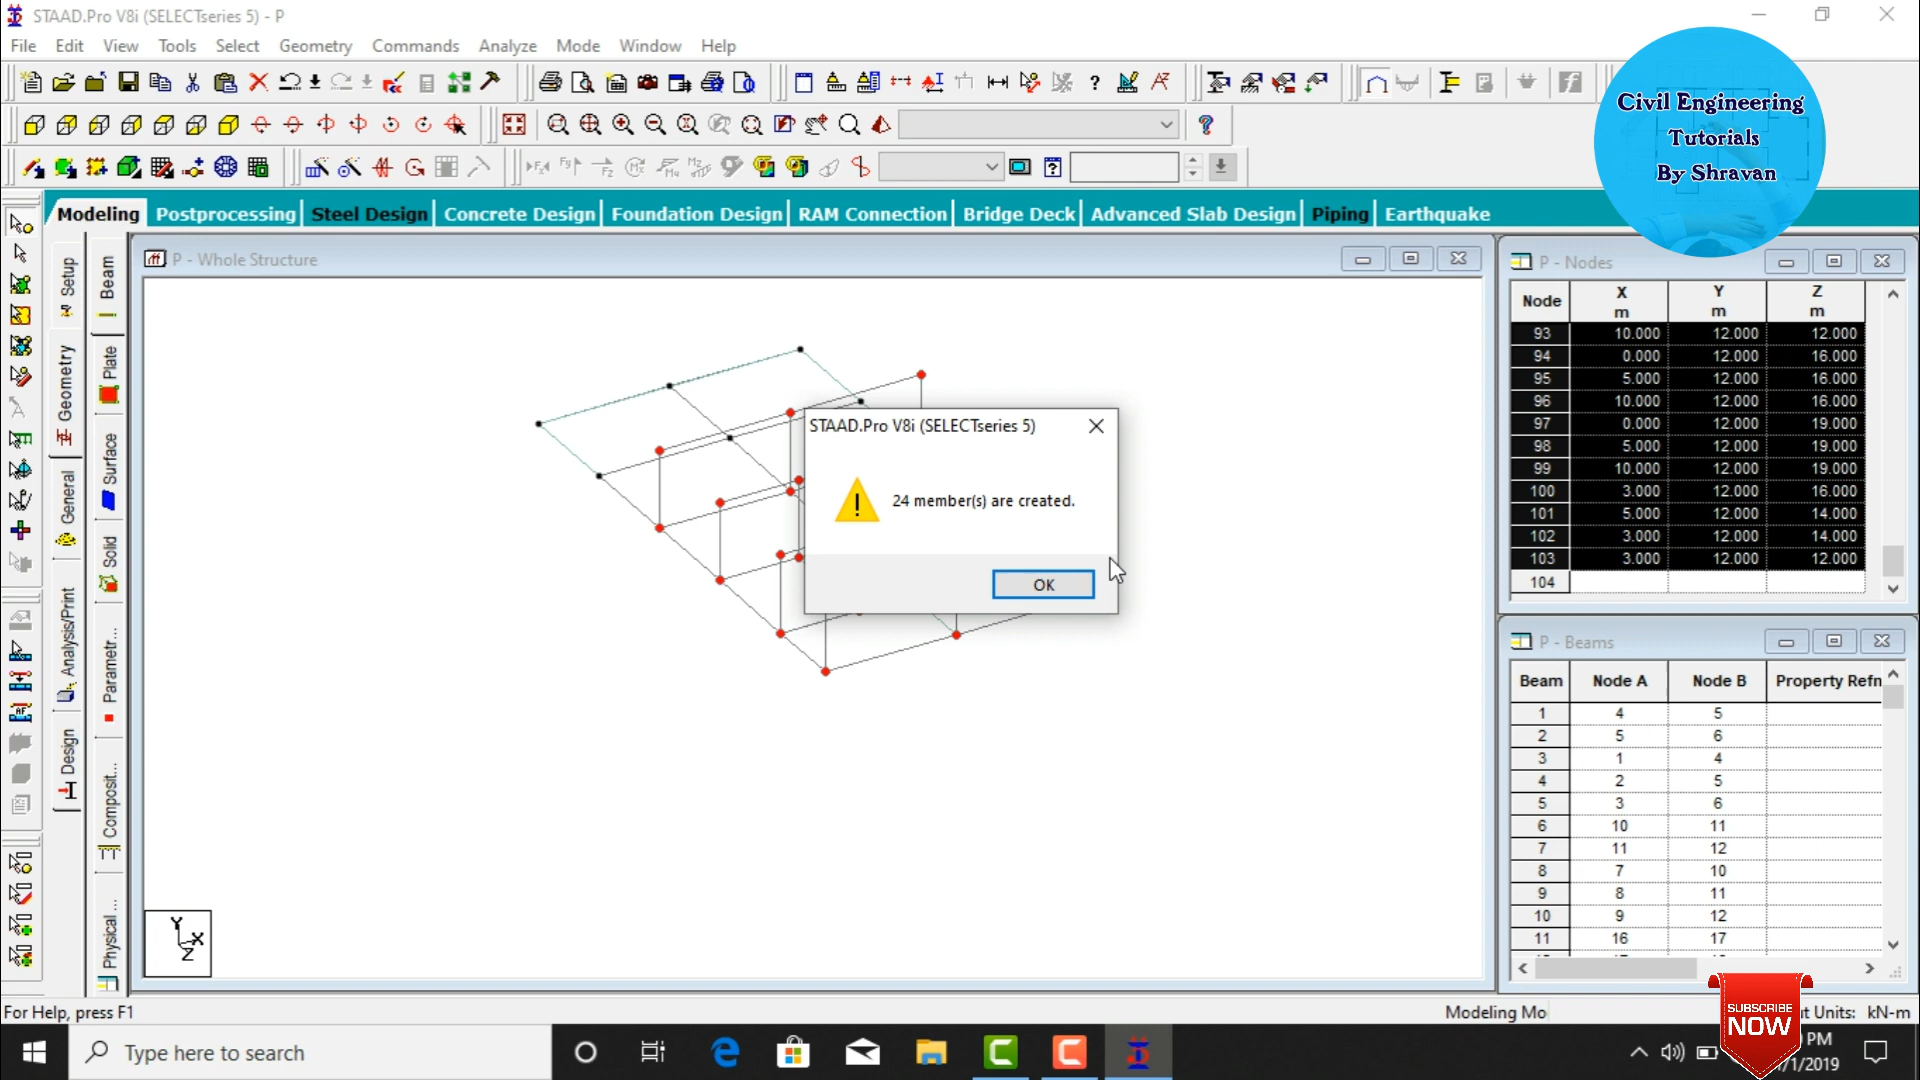 STAAD.Pro V8i (SELECTseries 5) - P
File Edit View Tools Select Geometry Commands Analyze Mode Window Help
Civil Engineering
Tutorials
By Shravan
Modeling Postprocessing Steel Design Concrete Design Foundation Design RAM Connection Bridge Deck Advanced Slab Design Piping Earthquake
Setup
Geometry
General
Analysis/Print
Design
Beam
Plate
Surface
Solid
Parametr...
Composit...
Physical ...
P - Whole Structure
STAAD.Pro V8i (SELECTseries 5)
24 member(s) are created.
OK
Y
X
Z
P - Nodes
Node X m Y m Z m
93 10.000 12.000 12.000
94 0.000 12.000 16.000
95 5.000 12.000 16.000
96 10.000 12.000 16.000
97 0.000 12.000 19.000
98 5.000 12.000 19.000
99 10.000 12.000 19.000
100 3.000 12.000 16.000
101 5.000 12.000 14.000
102 3.000 12.000 14.000
103 3.000 12.000 12.000
104
P - Beams
Beam Node A Node B Property Refn
1 4 5
2 5 6
3 1 4
4 2 5
5 3 6
6 10 11
7 11 12
8 7 10
9 8 11
10 9 12
11 16 17
For Help, press F1
Modeling Mo
t Units: kN-m
SUBSCRIBE
NOW
Type here to search
PM
/1/2019